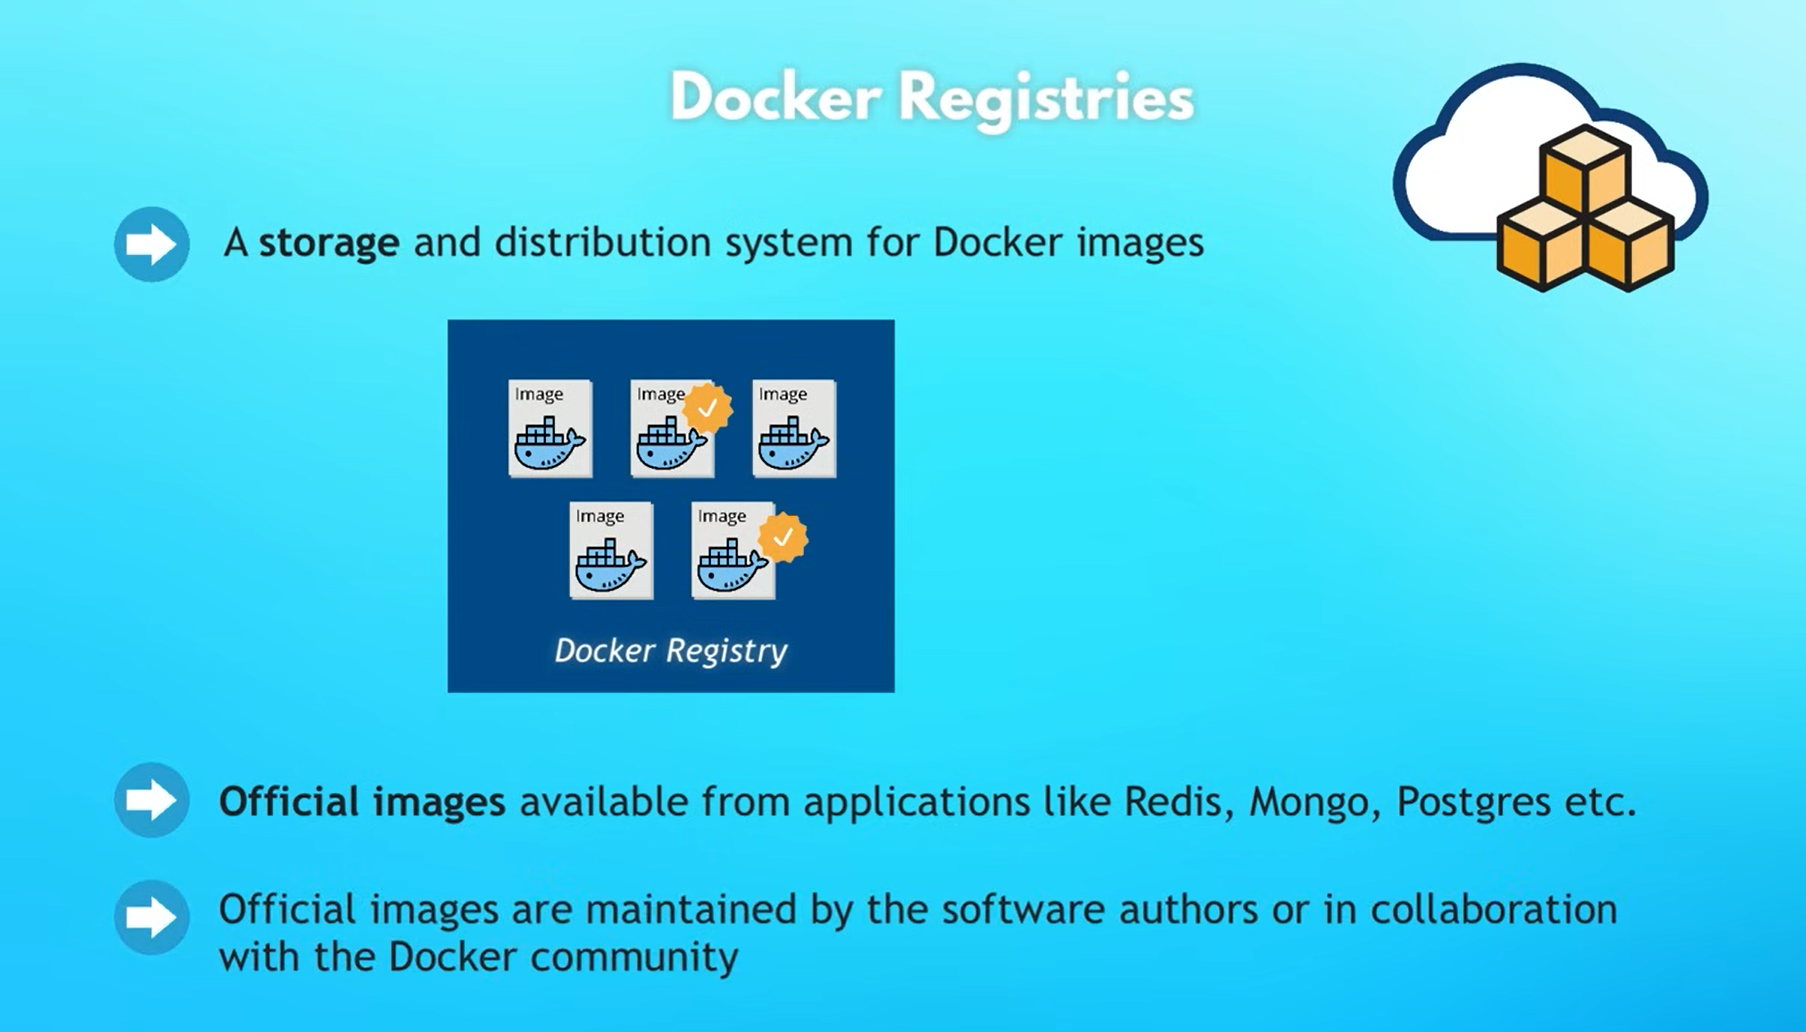 Docker Registries
A storage and distribution system for Docker images
Image
Image
Image
Image
Image
Docker Registry
Official images available from applications like Redis, Mongo, Postgres etc.
Official images are maintained by the software authors or in collaboration
with the Docker community